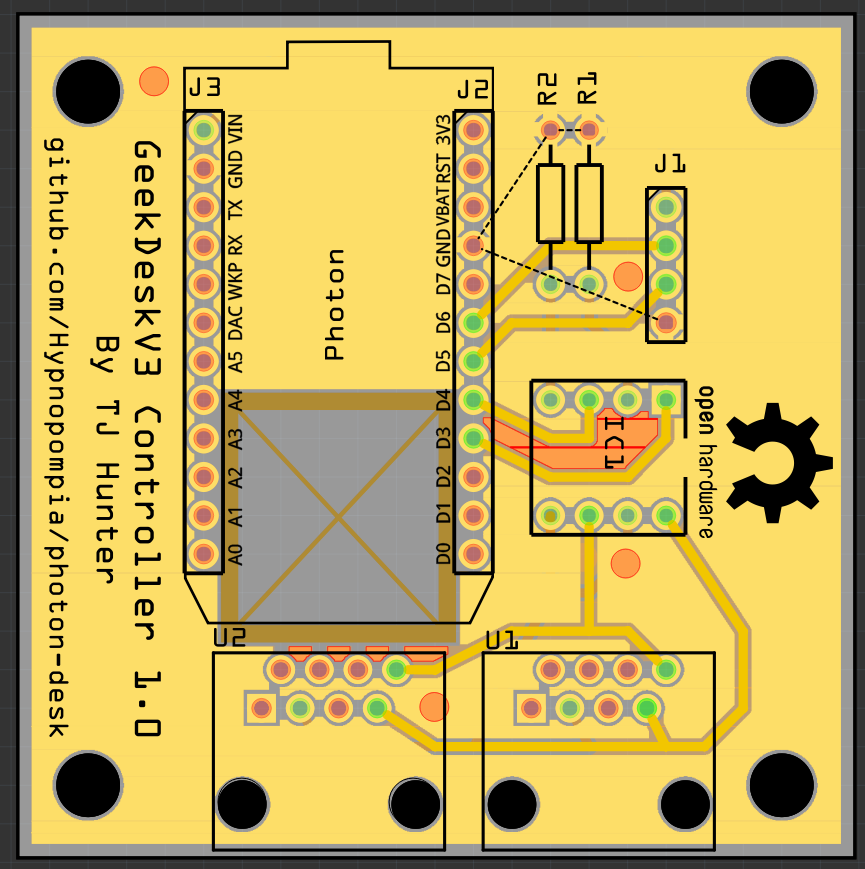 J3
J2
R2
R1
J1
VIN
GND
TX
RX
WKP
DAC
A5
A4
A3
A2
A1
A0
3V3
RST
VBAT
GND
D7
D6
D5
D4
D3
D2
D1
D0
Photon
GeekDeskV3 Controller 1.0
By TJ Hunter
github.com/Hypnopompia/photon-desk
IC1
open hardware
U2
U1